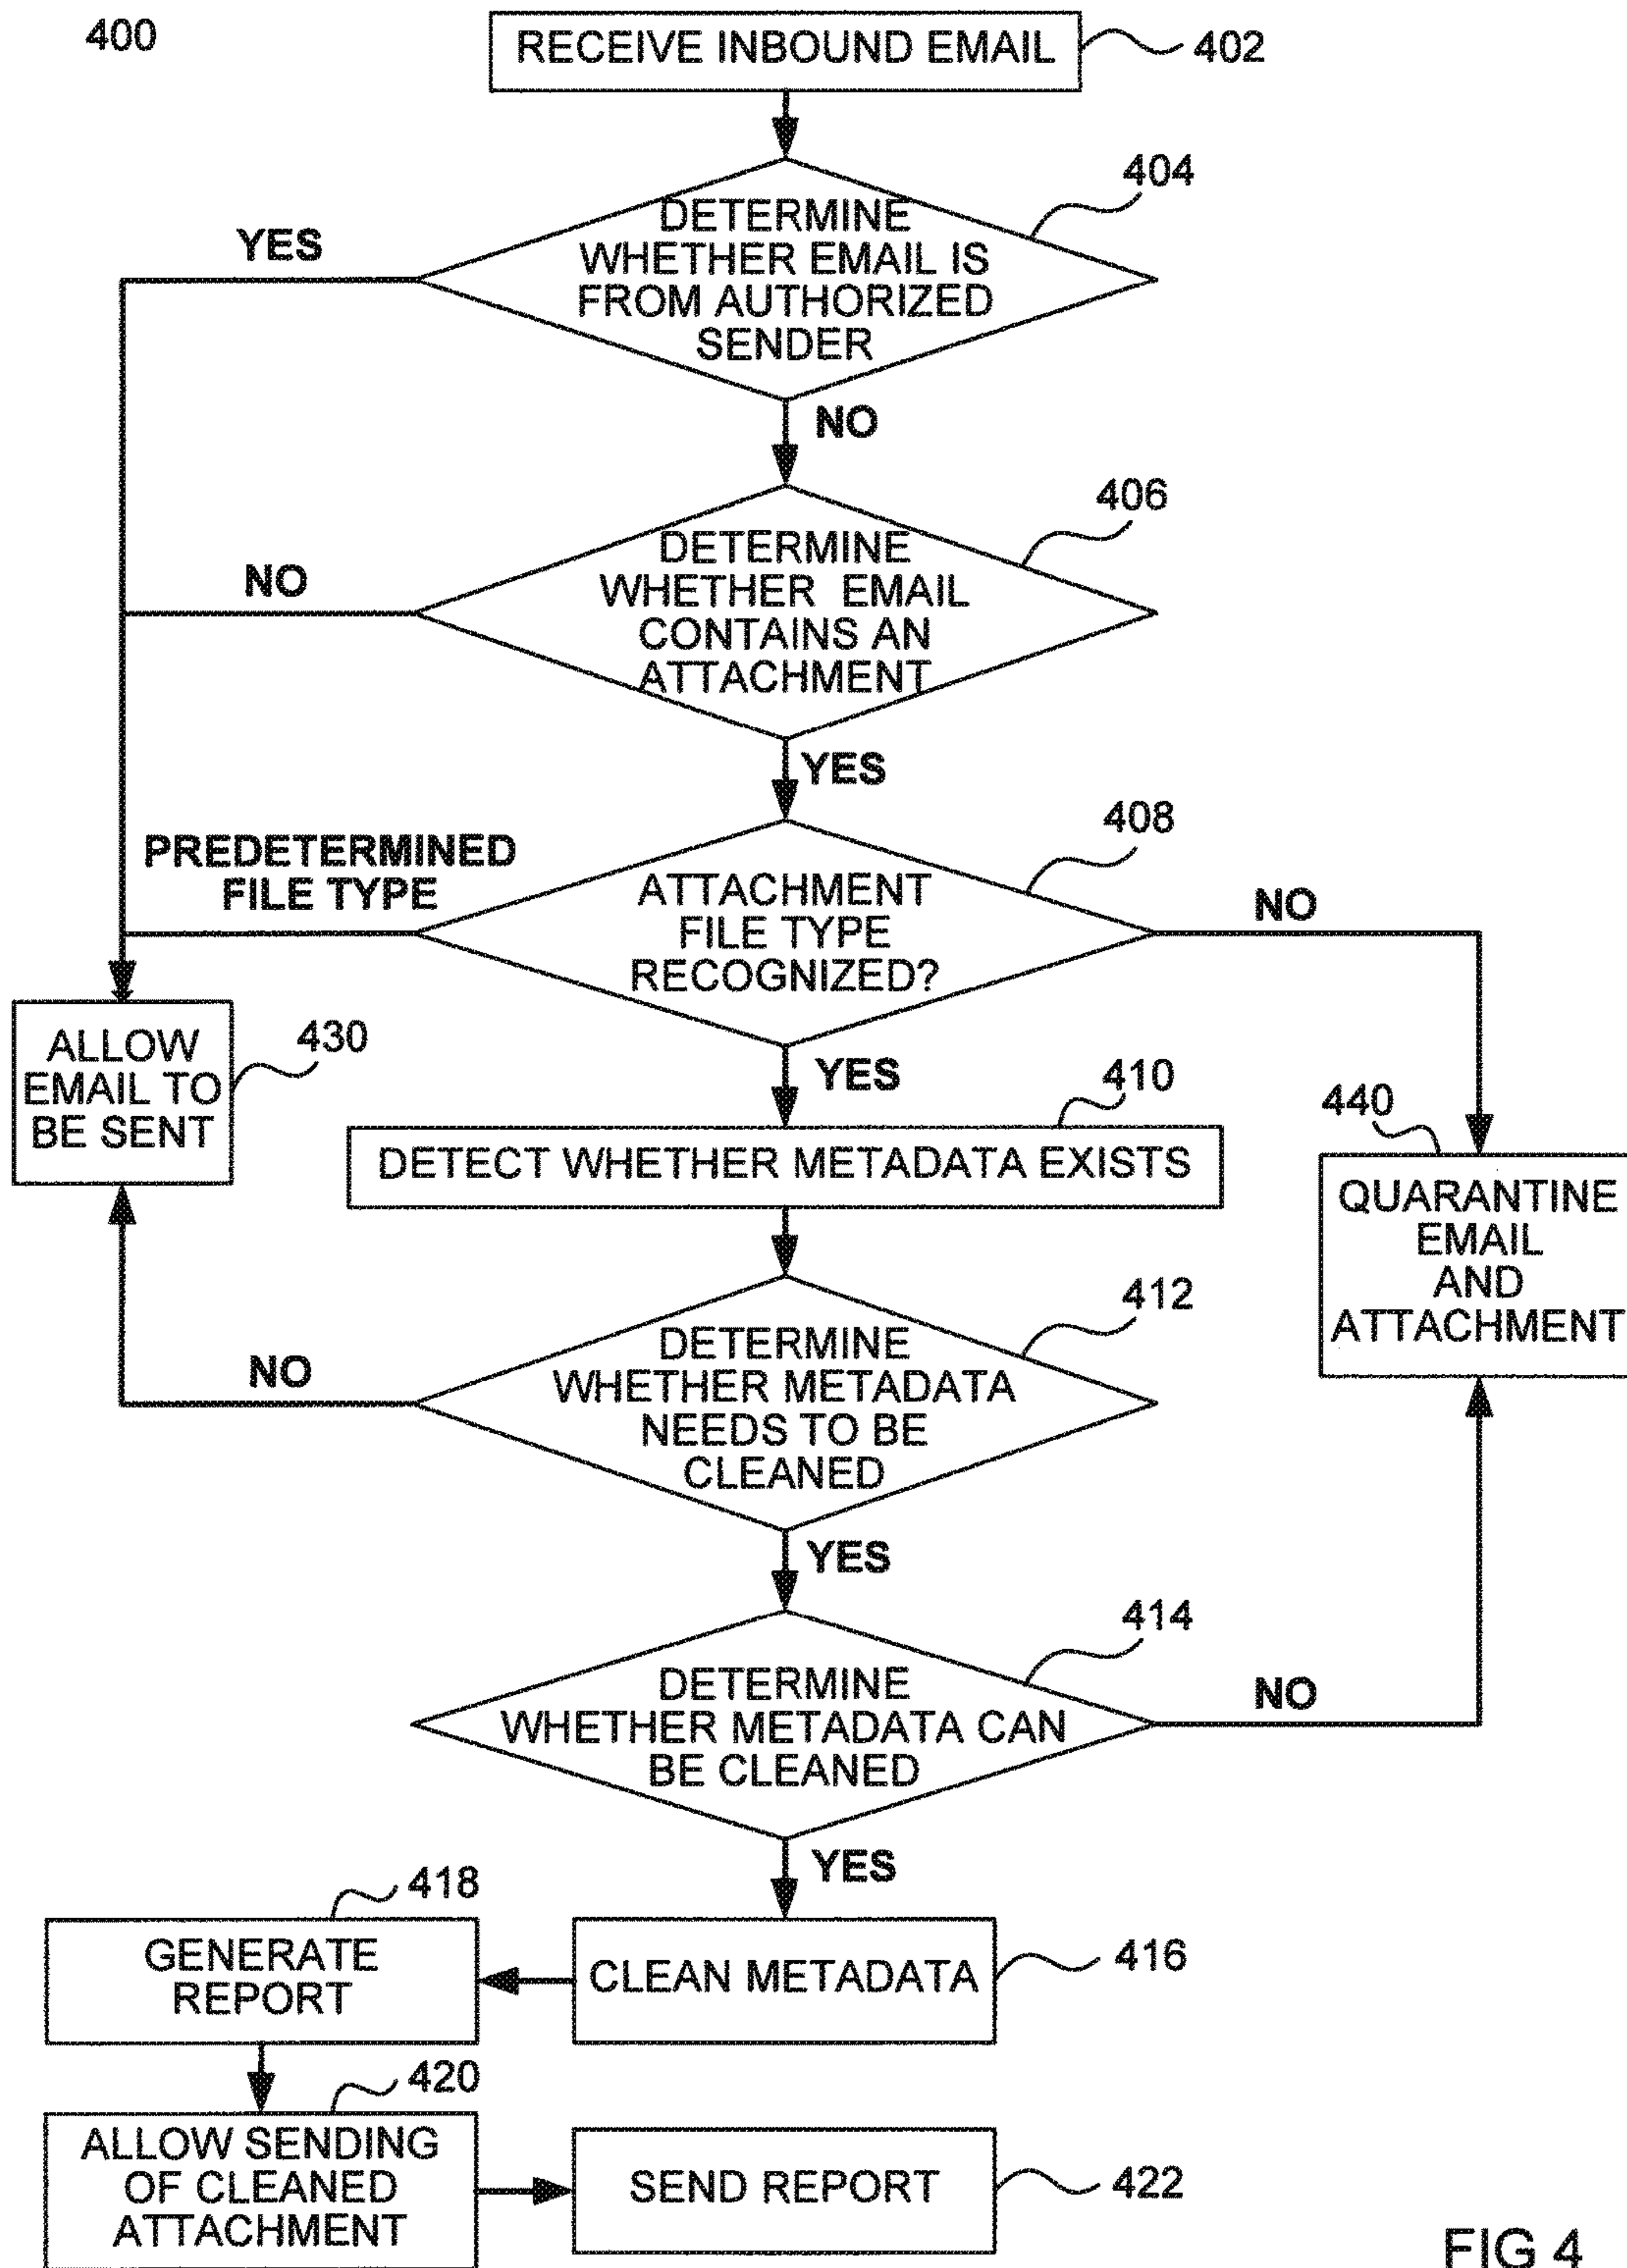 400
RECEIVE INBOUND EMAIL
402
404
DETERMINE
WHETHER EMAIL IS
FROM AUTHORIZED
SENDER
YES
NO
406
DETERMINE
WHETHER EMAIL
CONTAINS AN
ATTACHMENT
NO
YES
408
PREDETERMINED
FILE TYPE
ATTACHMENT
FILE TYPE
RECOGNIZED?
NO
YES
ALLOW
EMAIL TO
BE SENT
430
410
DETECT WHETHER METADATA EXISTS
440
QUARANTINE
EMAIL
AND
ATTACHMENT
412
DETERMINE
WHETHER METADATA
NEEDS TO BE
CLEANED
NO
YES
414
DETERMINE
WHETHER METADATA CAN
BE CLEANED
NO
YES
418
GENERATE
REPORT
CLEAN METADATA
416
420
ALLOW SENDING
OF CLEANED
ATTACHMENT
SEND REPORT
422
FIG 4